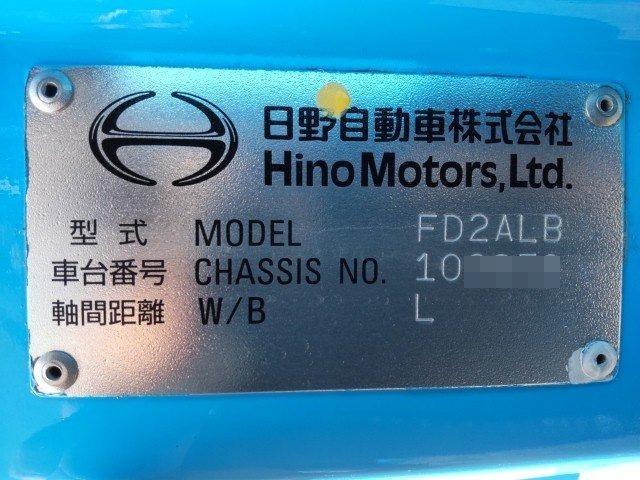 日野自動車株式会社
Hino Motors, Ltd.
型式 MODEL FD2ALB
車台番号 CHASSIS NO. 10
軸間距離 W/B L